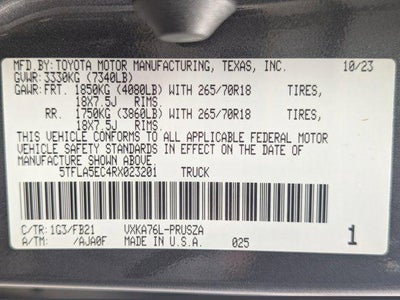 MFD.BY:TOYOTA MOTOR MANUFACTURING, TEXAS, INC. 10/23
GVWR:3330KG (7340LB)
GAWR:FRT. 1850KG (4080LB) WITH 265/70R18 TIRES,
18X7.5J RIMS.
RR. 1750KG (3860LB) WITH 265/70R18 TIRES,
18X7.5J RIMS.
THIS VEHICLE CONFORMS TO ALL APPLICABLE FEDERAL MOTOR
VEHICLE SAFETY STANDARDS IN EFFECT ON THE DATE OF
MANUFACTURE SHOWN ABOVE.
5TFLA5EC4RX023201 TRUCK
C/TR:1G3/FB21 VXKA76L-PRUSZA
A/TM: /AJA0F MADE IN U.S.A. 025 1